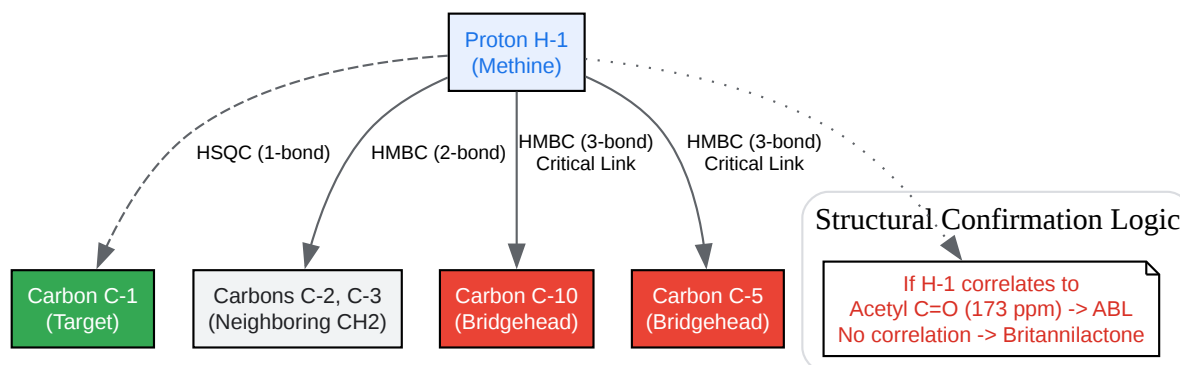 Proton H-1
(Methine)
HSQC (1-bond)
HMBC (2-bond)
HMBC (3-bond)
Critical Link
HMBC (3-bond)
Critical Link
Structural Confirmation Logic
Carbon C-1
(Target)
Carbons C-2, C-3
(Neighboring CH2)
Carbon C-10
(Bridgehead)
Carbon C-5
(Bridgehead)
If H-1 correlates to
Acetyl C=O (173 ppm) -> ABL
No correlation -> Britannilactone